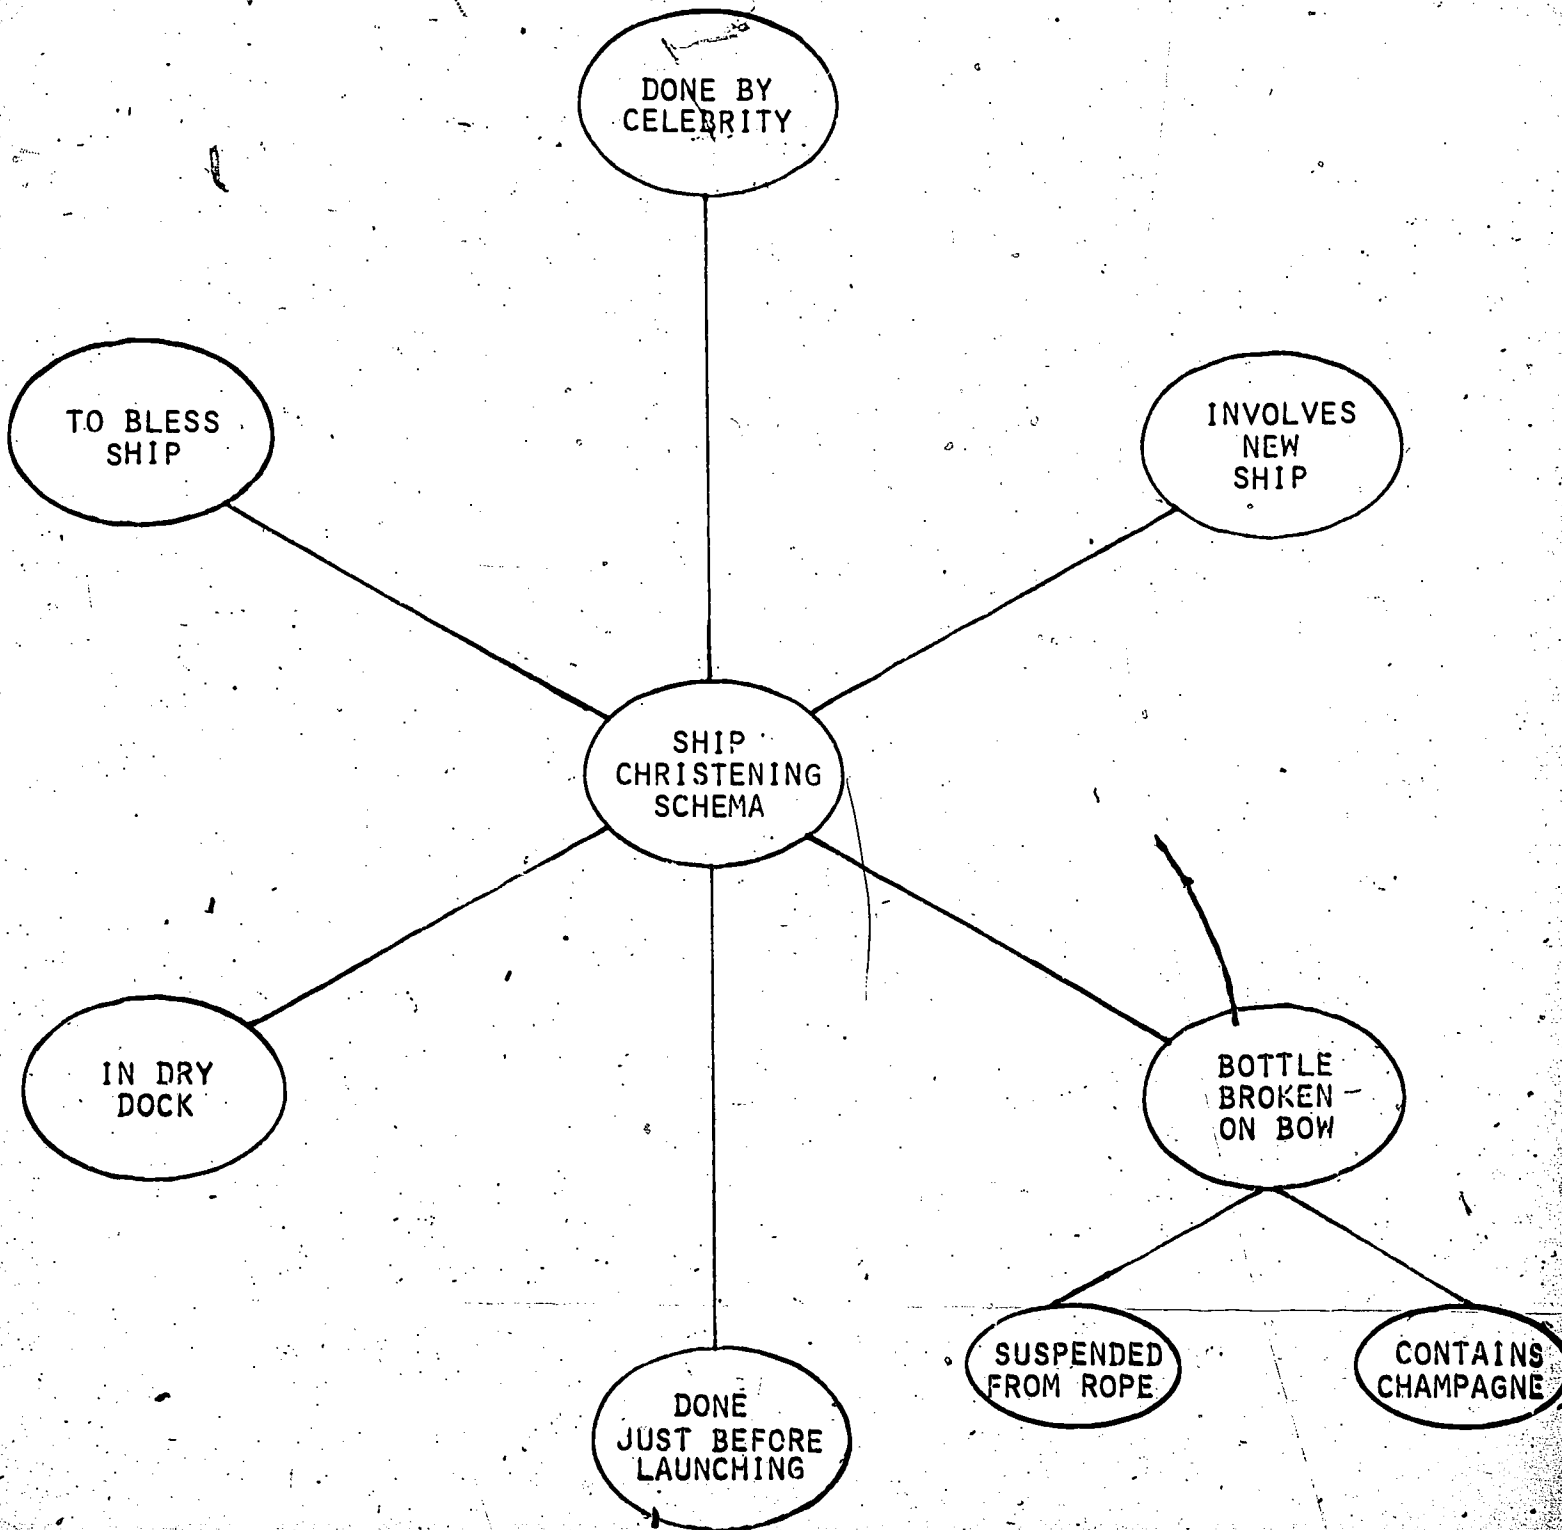 DONE BY
CELEBRITY
TO BLESS
SHIP
INVOLVES
NEW
SHIP
SHIP
CHRISTENING
SCHEMA
IN DRY
DOCK
BOTTLE
BROKEN
ON BOW
SUSPENDED
FROM ROPE
CONTAINS
CHAMPAGNE
DONE
JUST BEFORE
LAUNCHING